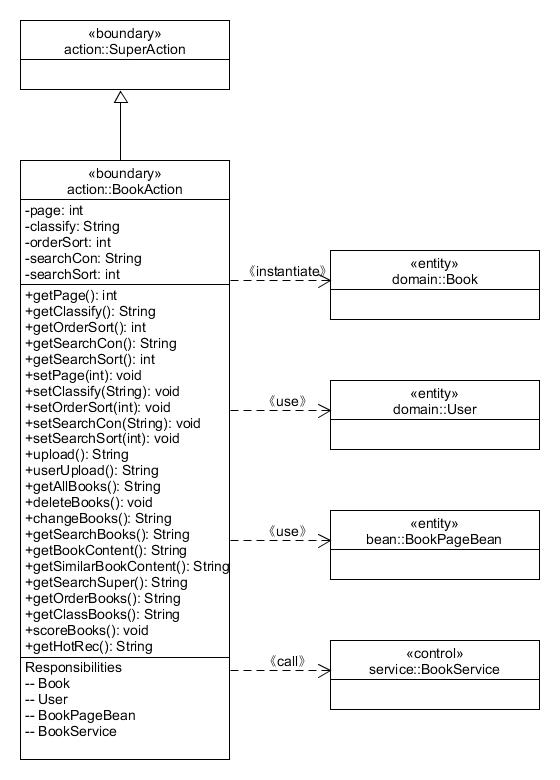 «boundary»
action::SuperAction
«boundary»
action::BookAction
-page: int
-classify: String
-orderSort: int
-searchCon: String
-searchSort: int
+getPage(): int
+getClassify(): String
+getOrderSort(): int
+getSearchCon(): String
+getSearchSort(): int
+setPage(int): void
+setClassify(String): void
+setOrderSort(int): void
+setSearchCon(String): void
+setSearchSort(int): void
+upload(): String
+userUpload(): String
+getAllBooks(): String
+deleteBooks(): void
+changeBooks(): String
+getSearchBooks(): String
+getBookContent(): String
+getSimilarBookContent(): String
+getSearchSuper(): String
+getOrderBooks(): String
+getClassBooks(): String
+scoreBooks(): void
+getHotRec(): String
Responsibilities
-- Book
-- User
-- BookPageBean
-- BookService
《instantiate》
«entity»
domain::Book
《use》
«entity»
domain::User
《use》
«entity»
bean::BookPageBean
《call》
«control»
service::BookService